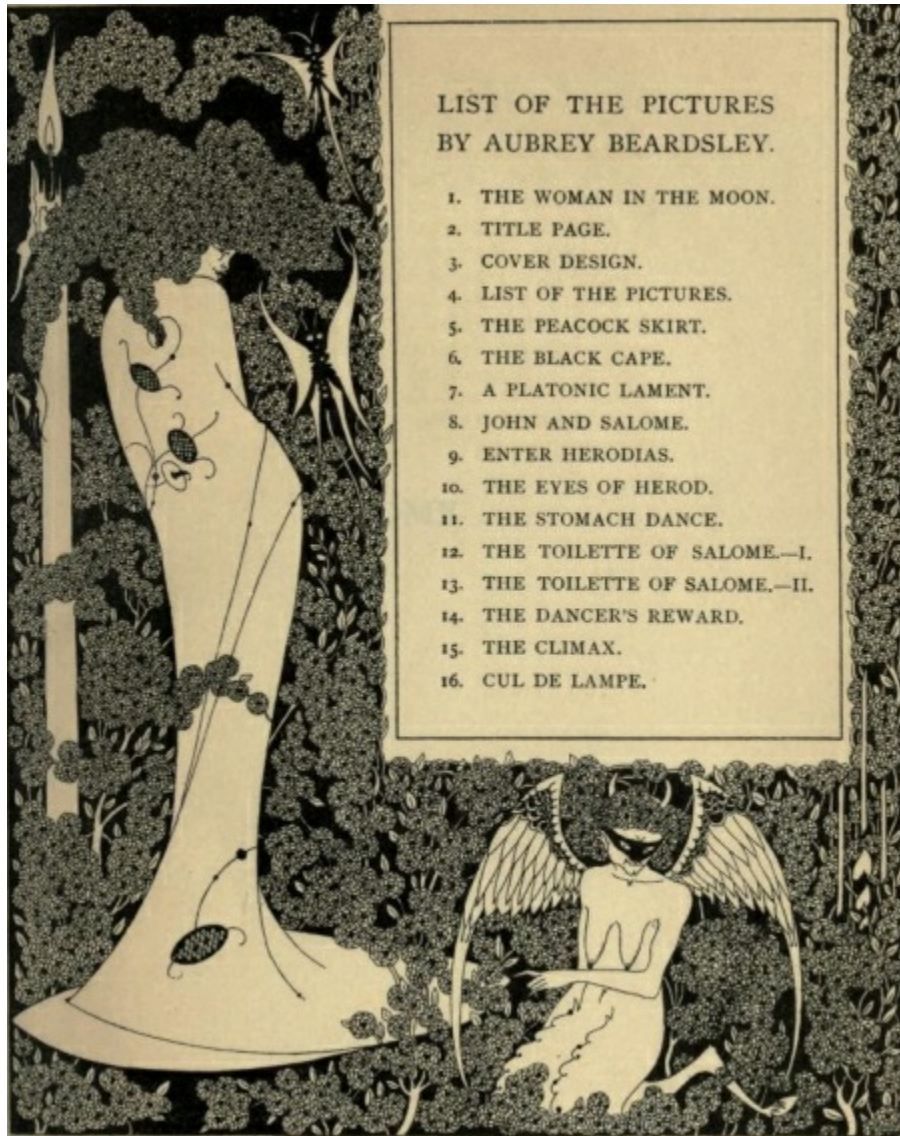 LIST OF THE PICTURES
BY AUBREY BEARDSLEY.
1. THE WOMAN IN THE MOON.
2. TITLE PAGE.
3. COVER DESIGN.
4. LIST OF THE PICTURES.
5. THE PEACOCK SKIRT.
6. THE BLACK CAPE.
7. A PLATONIC LAMENT.
8. JOHN AND SALOME.
9. ENTER HERODIAS.
10. THE EYES OF HEROD.
11. THE STOMACH DANCE.
12. THE TOILETTE OF SALOME.—I.
13. THE TOILETTE OF SALOME.—II.
14. THE DANCER'S REWARD.
15. THE CLIMAX.
16. CUL DE LAMPE.